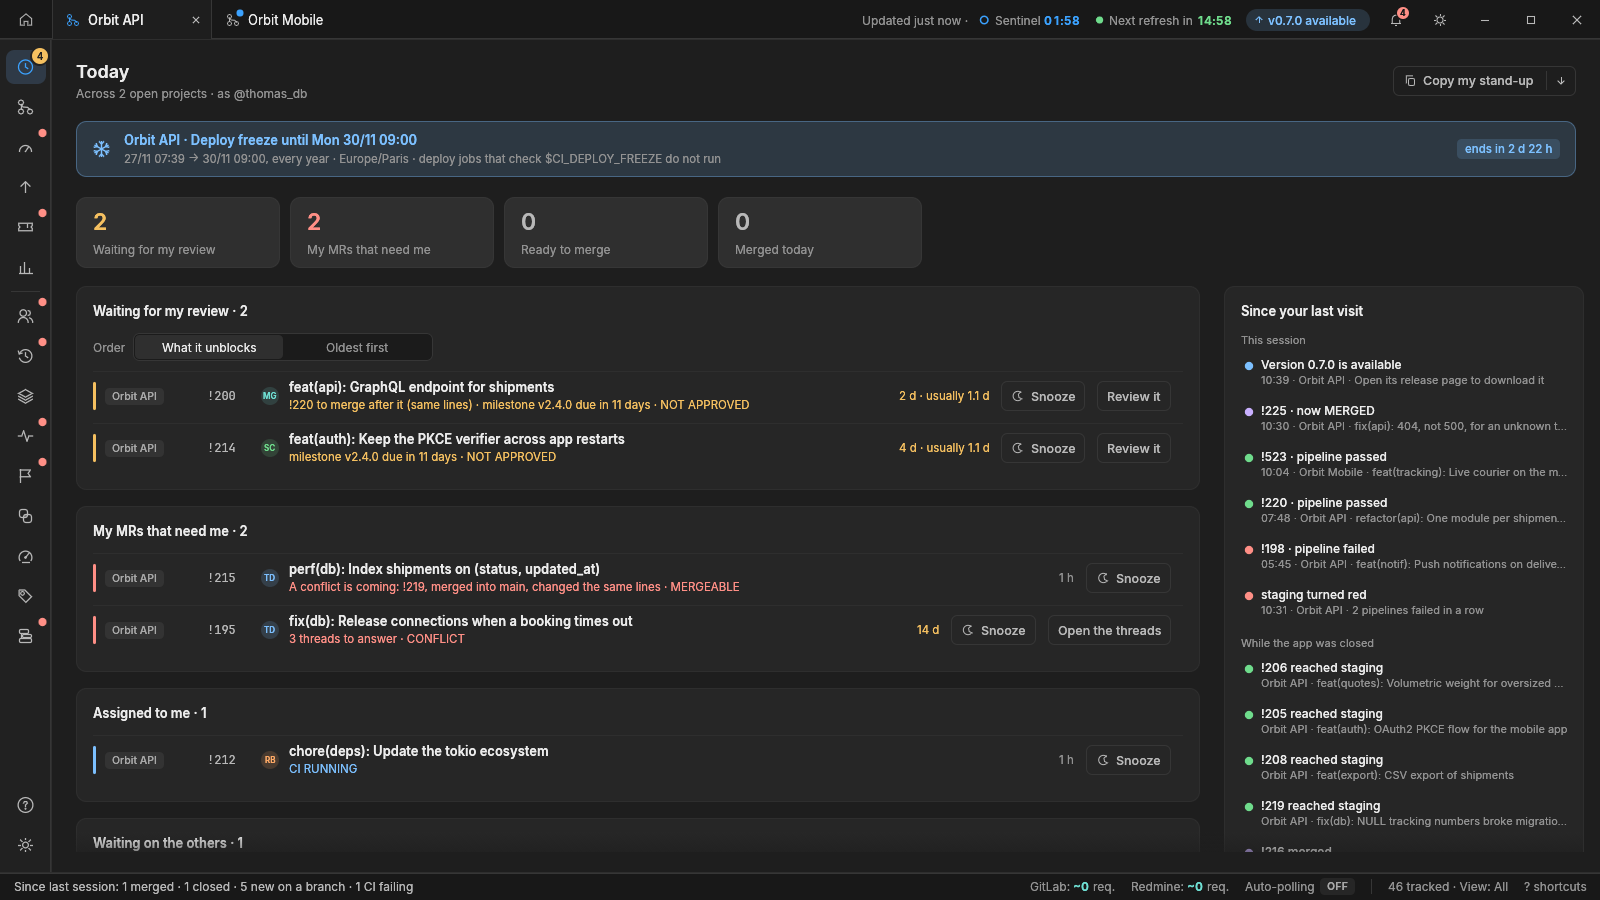 Orbit API
Orbit Mobile
Updated just now ·
Sentinel 01:58
Next refresh in 14:58
v0.7.0 available
4
4
Today
Across 2 open projects · as @thomas_db
Copy my stand-up
Orbit API · Deploy freeze until Mon 30/11 09:00
27/11 07:39 → 30/11 09:00, every year · Europe/Paris · deploy jobs that check $CI_DEPLOY_FREEZE do not run
ends in 2 d 22 h
2
Waiting for my review
2
My MRs that need me
0
Ready to merge
0
Merged today
Waiting for my review · 2
Order
What it unblocks
Oldest first
Orbit API
!200
MG
feat(api): GraphQL endpoint for shipments
!220 to merge after it (same lines) · milestone v2.4.0 due in 11 days · NOT APPROVED
2 d · usually 1.1 d
Snooze
Review it
Orbit API
!214
SC
feat(auth): Keep the PKCE verifier across app restarts
milestone v2.4.0 due in 11 days · NOT APPROVED
4 d · usually 1.1 d
Snooze
Review it
My MRs that need me · 2
Orbit API
!215
TD
perf(db): Index shipments on (status, updated_at)
A conflict is coming: !219, merged into main, changed the same lines · MERGEABLE
1 h
Snooze
Orbit API
!195
TD
fix(db): Release connections when a booking times out
3 threads to answer · CONFLICT
14 d
Snooze
Open the threads
Assigned to me · 1
Orbit API
!212
RB
chore(deps): Update the tokio ecosystem
CI RUNNING
1 h
Snooze
Waiting on the others · 1
Since your last visit
This session
Version 0.7.0 is available
10:39 · Orbit API · Open its release page to download it
!225 · now MERGED
10:30 · Orbit API · fix(api): 404, not 500, for an unknown t...
!523 · pipeline passed
10:04 · Orbit Mobile · feat(tracking): Live courier on the m...
!220 · pipeline passed
07:48 · Orbit API · refactor(api): One module per shipmen...
!198 · pipeline failed
05:45 · Orbit API · feat(notif): Push notifications on delive...
staging turned red
10:31 · Orbit API · 2 pipelines failed in a row
While the app was closed
!206 reached staging
Orbit API · feat(quotes): Volumetric weight for oversized ...
!205 reached staging
Orbit API · feat(auth): OAuth2 PKCE flow for the mobile app
!208 reached staging
Orbit API · feat(export): CSV export of shipments
!219 reached staging
Orbit API · fix(db): NULL tracking numbers broke migratio...
!216 merged
Since last session: 1 merged · 1 closed · 5 new on a branch · 1 CI failing
GitLab: ~0 req.
Redmine: ~0 req.
Auto-polling OFF
46 tracked · View: All
? shortcuts